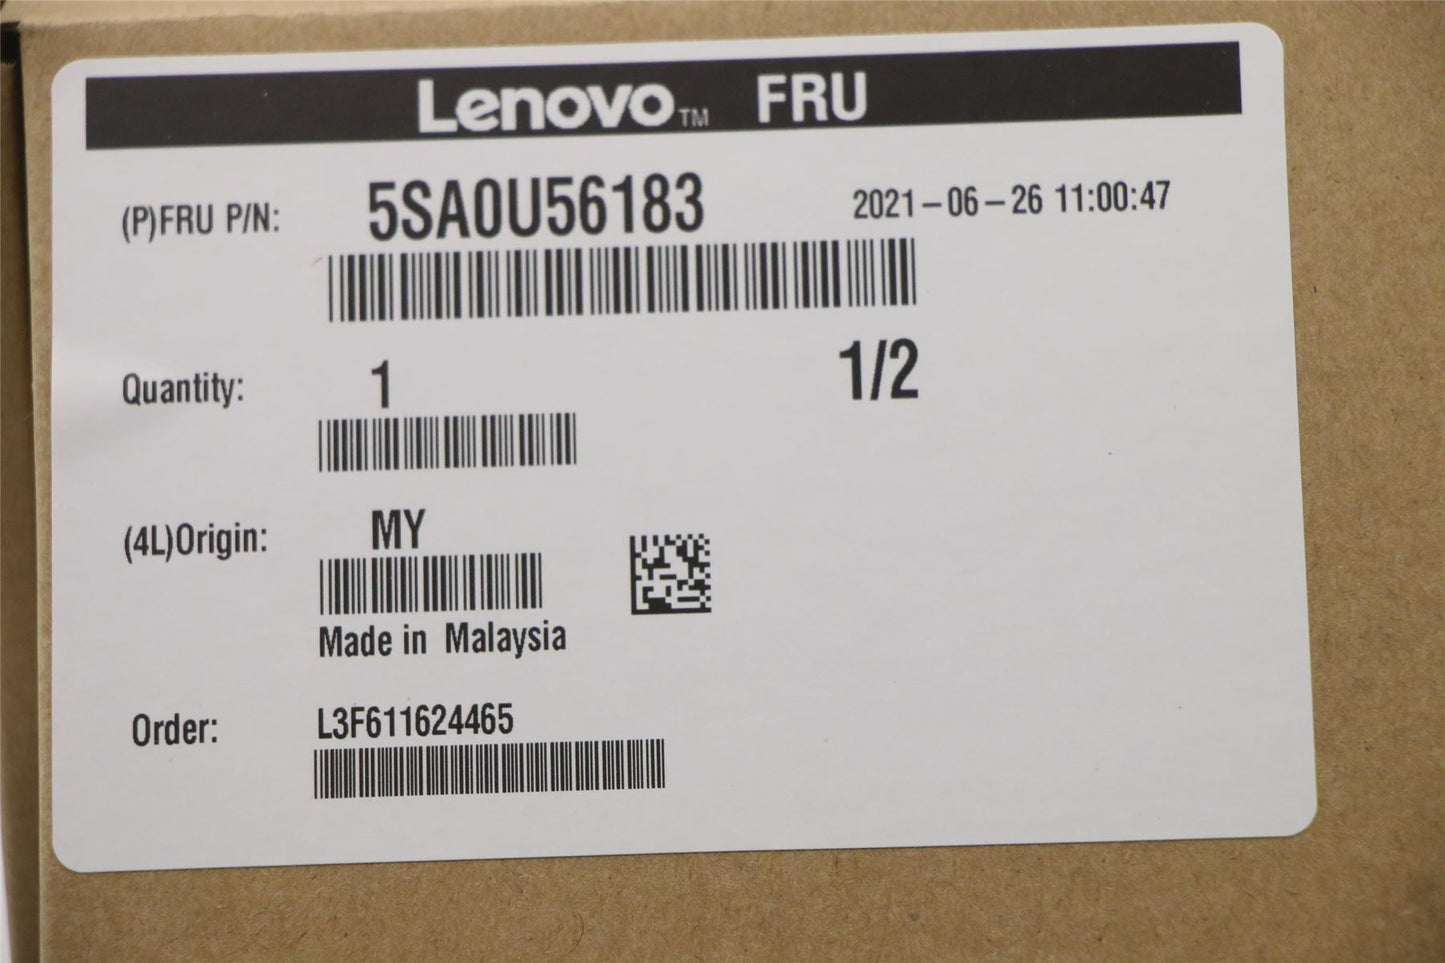 Lenovo™ FRU
(P)FRU P/N: 5SA0U56183 2021-06-26 11:00:47
Quantity: 1 1/2
(4L)Origin: MY
Made in Malaysia
Order: L3F611624465